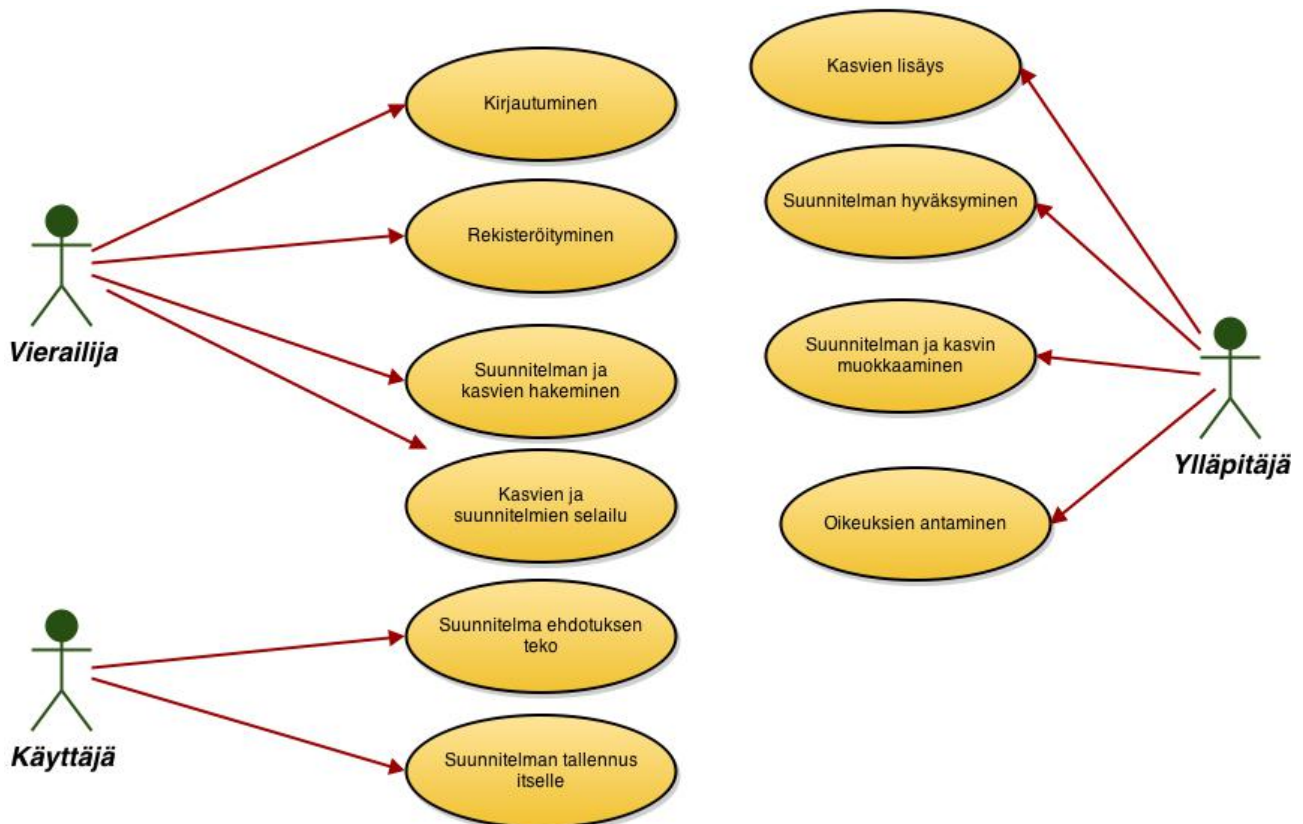 Kirjautuminen
Rekisteröityminen
Vierailija
Suunnitelman ja
kasvien hakeminen
Kasvien ja
suunnitelmien selailu
Suunnitelma ehdotuksen
teko
Käyttäjä
Suunnitelman tallennus
itselle
Kasvien lisäys
Suunnitelman hyväksyminen
Suunnitelman ja kasvin
muokkaaminen
Ylläpitäjä
Oikeuksien antaminen